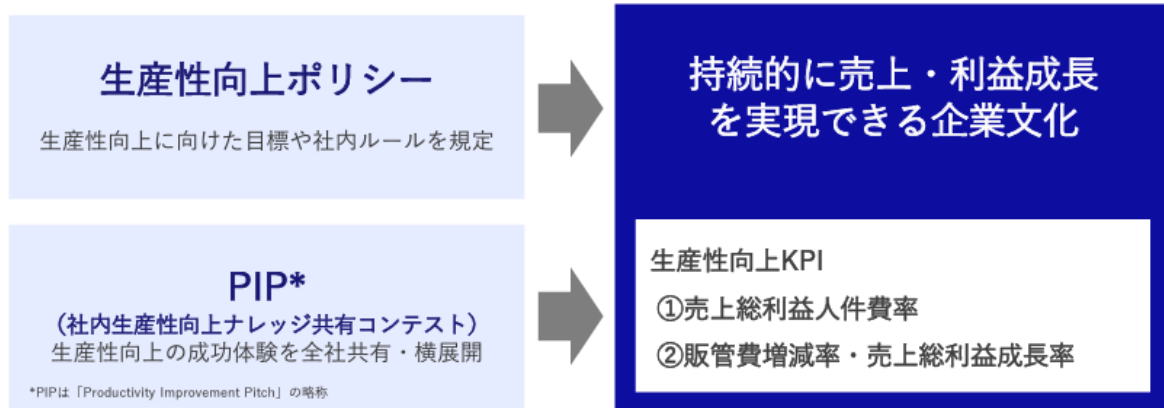 生産性向上ポリシー
生産性向上に向けた目標や社内ルールを規定
PIP*
（社内生産性向上ナレッジ共有コンテスト）
生産性向上の成功体験を全社共有・横展開
*PIPは「Productivity Improvement Pitch」の略称
持続的に売上・利益成長
を実現できる企業文化
生産性向上KPI
①売上総利益人件費率
②販管費増減率・売上総利益成長率